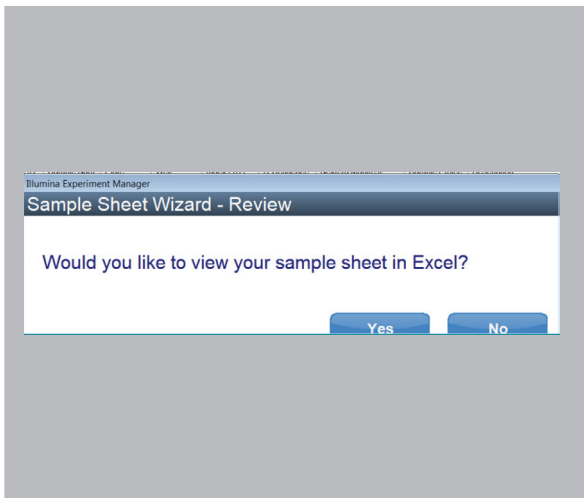 Illumina Experiment Manager
Sample Sheet Wizard - Review
Would you like to view your sample sheet in Excel?
Yes No